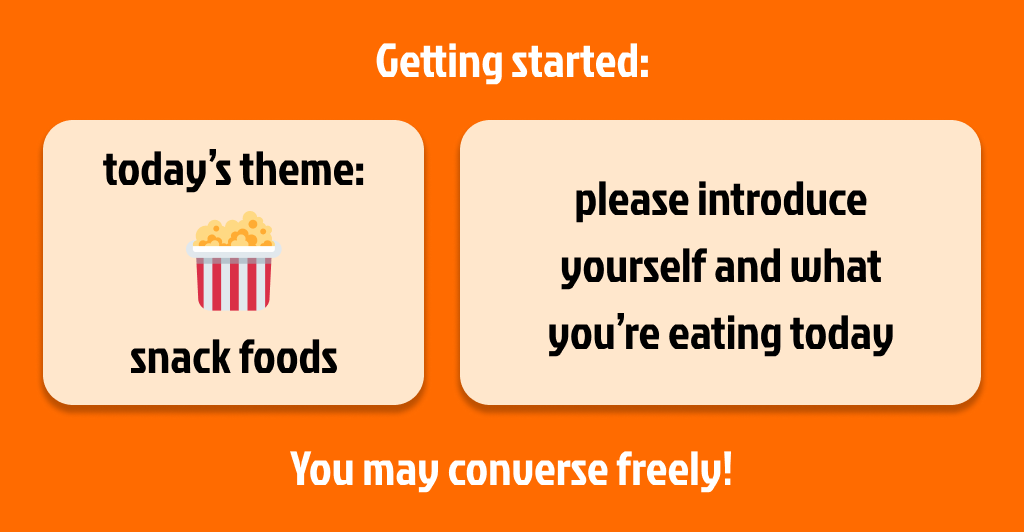 Getting started:
today's theme:
snack foods
please introduce
yourself and what
you're eating today
You may converse freely!